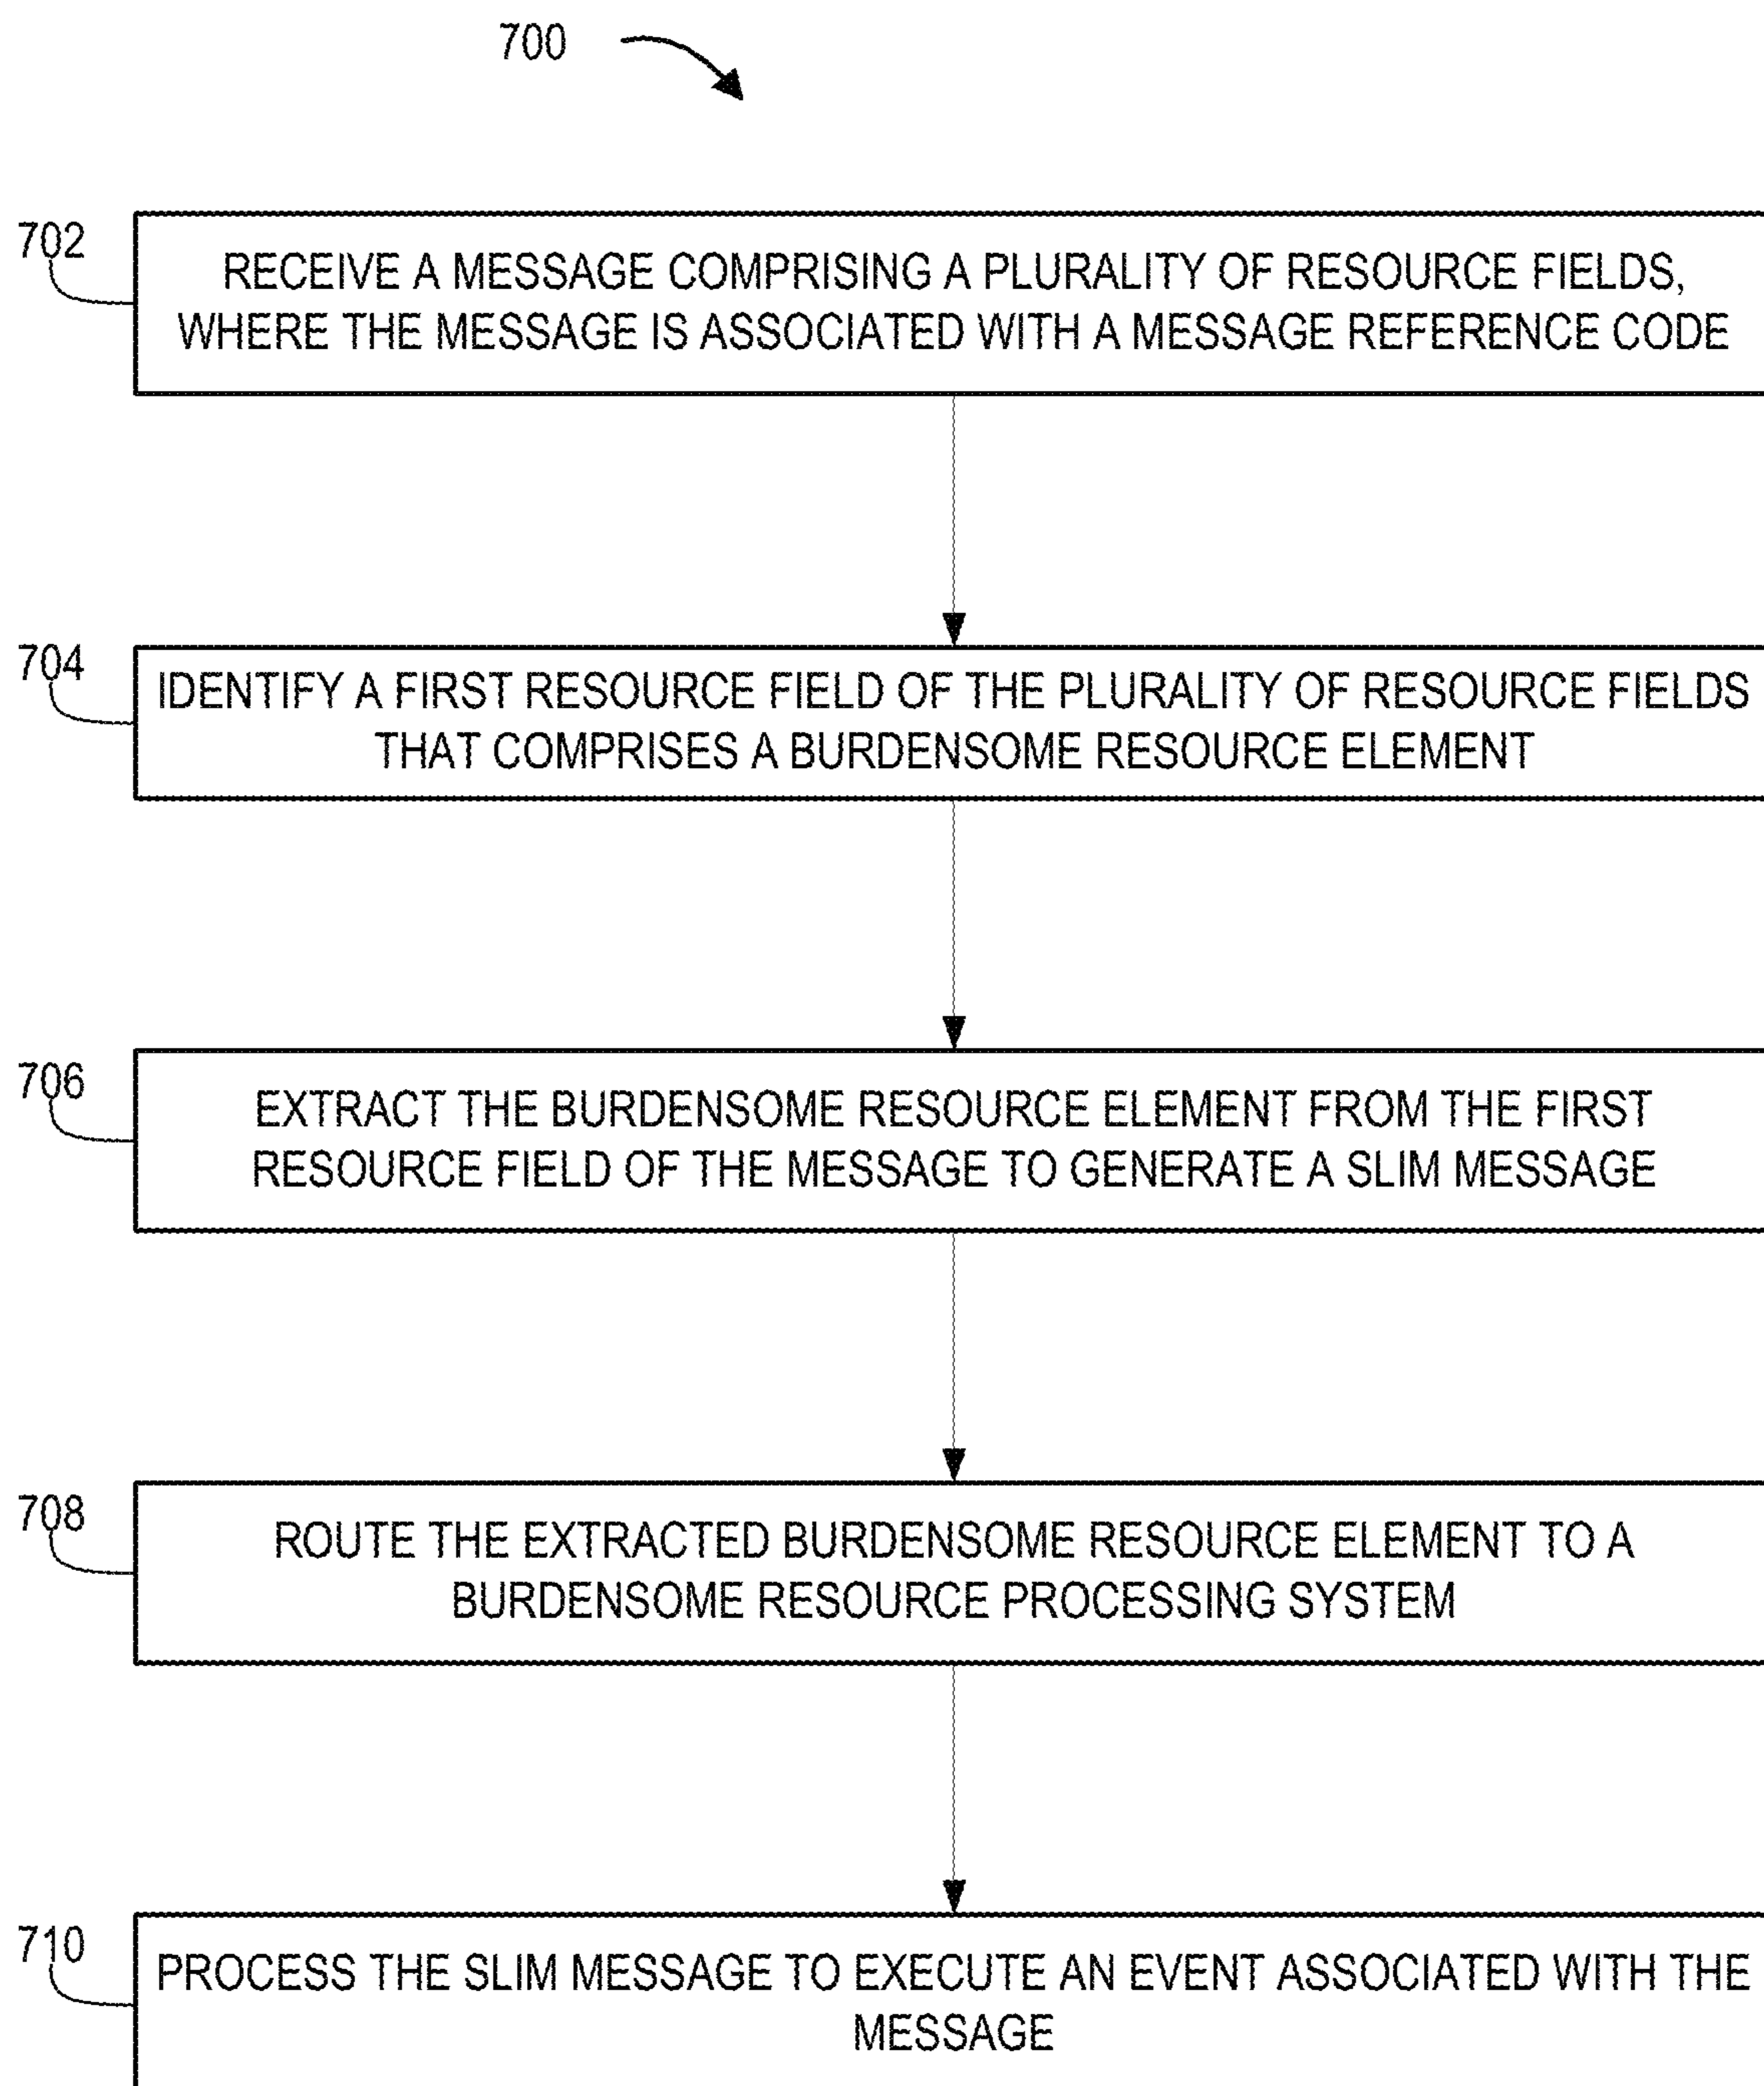 700
702
RECEIVE A MESSAGE COMPRISING A PLURALITY OF RESOURCE FIELDS,
WHERE THE MESSAGE IS ASSOCIATED WITH A MESSAGE REFERENCE CODE
704
IDENTIFY A FIRST RESOURCE FIELD OF THE PLURALITY OF RESOURCE FIELDS
THAT COMPRISES A BURDENSOME RESOURCE ELEMENT
706
EXTRACT THE BURDENSOME RESOURCE ELEMENT FROM THE FIRST
RESOURCE FIELD OF THE MESSAGE TO GENERATE A SLIM MESSAGE
708
ROUTE THE EXTRACTED BURDENSOME RESOURCE ELEMENT TO A
BURDENSOME RESOURCE PROCESSING SYSTEM
710
PROCESS THE SLIM MESSAGE TO EXECUTE AN EVENT ASSOCIATED WITH THE
MESSAGE